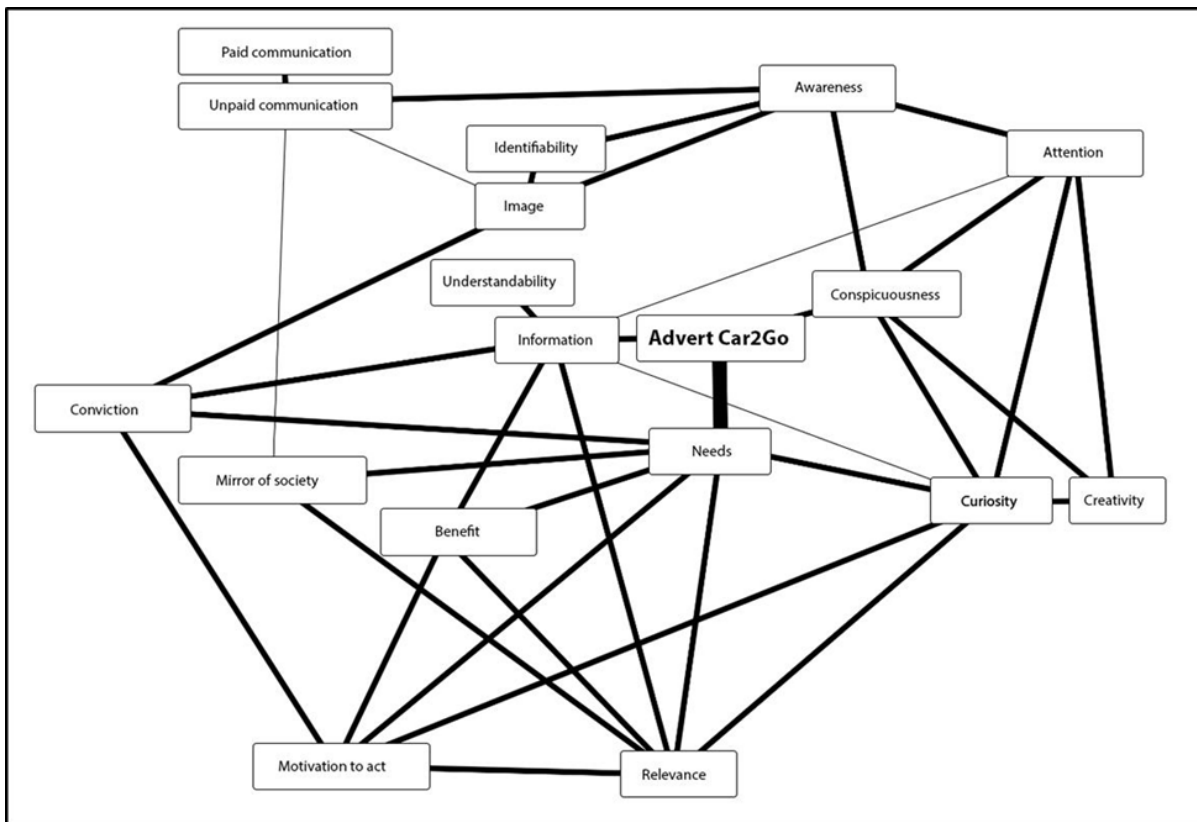 Paid communication
Unpaid communication
Awareness
Identifiability
Attention
Image
Understandability
Conspicuousness
Information
Advert Car2Go
Conviction
Needs
Mirror of society
Curiosity
Creativity
Benefit
Motivation to act
Relevance